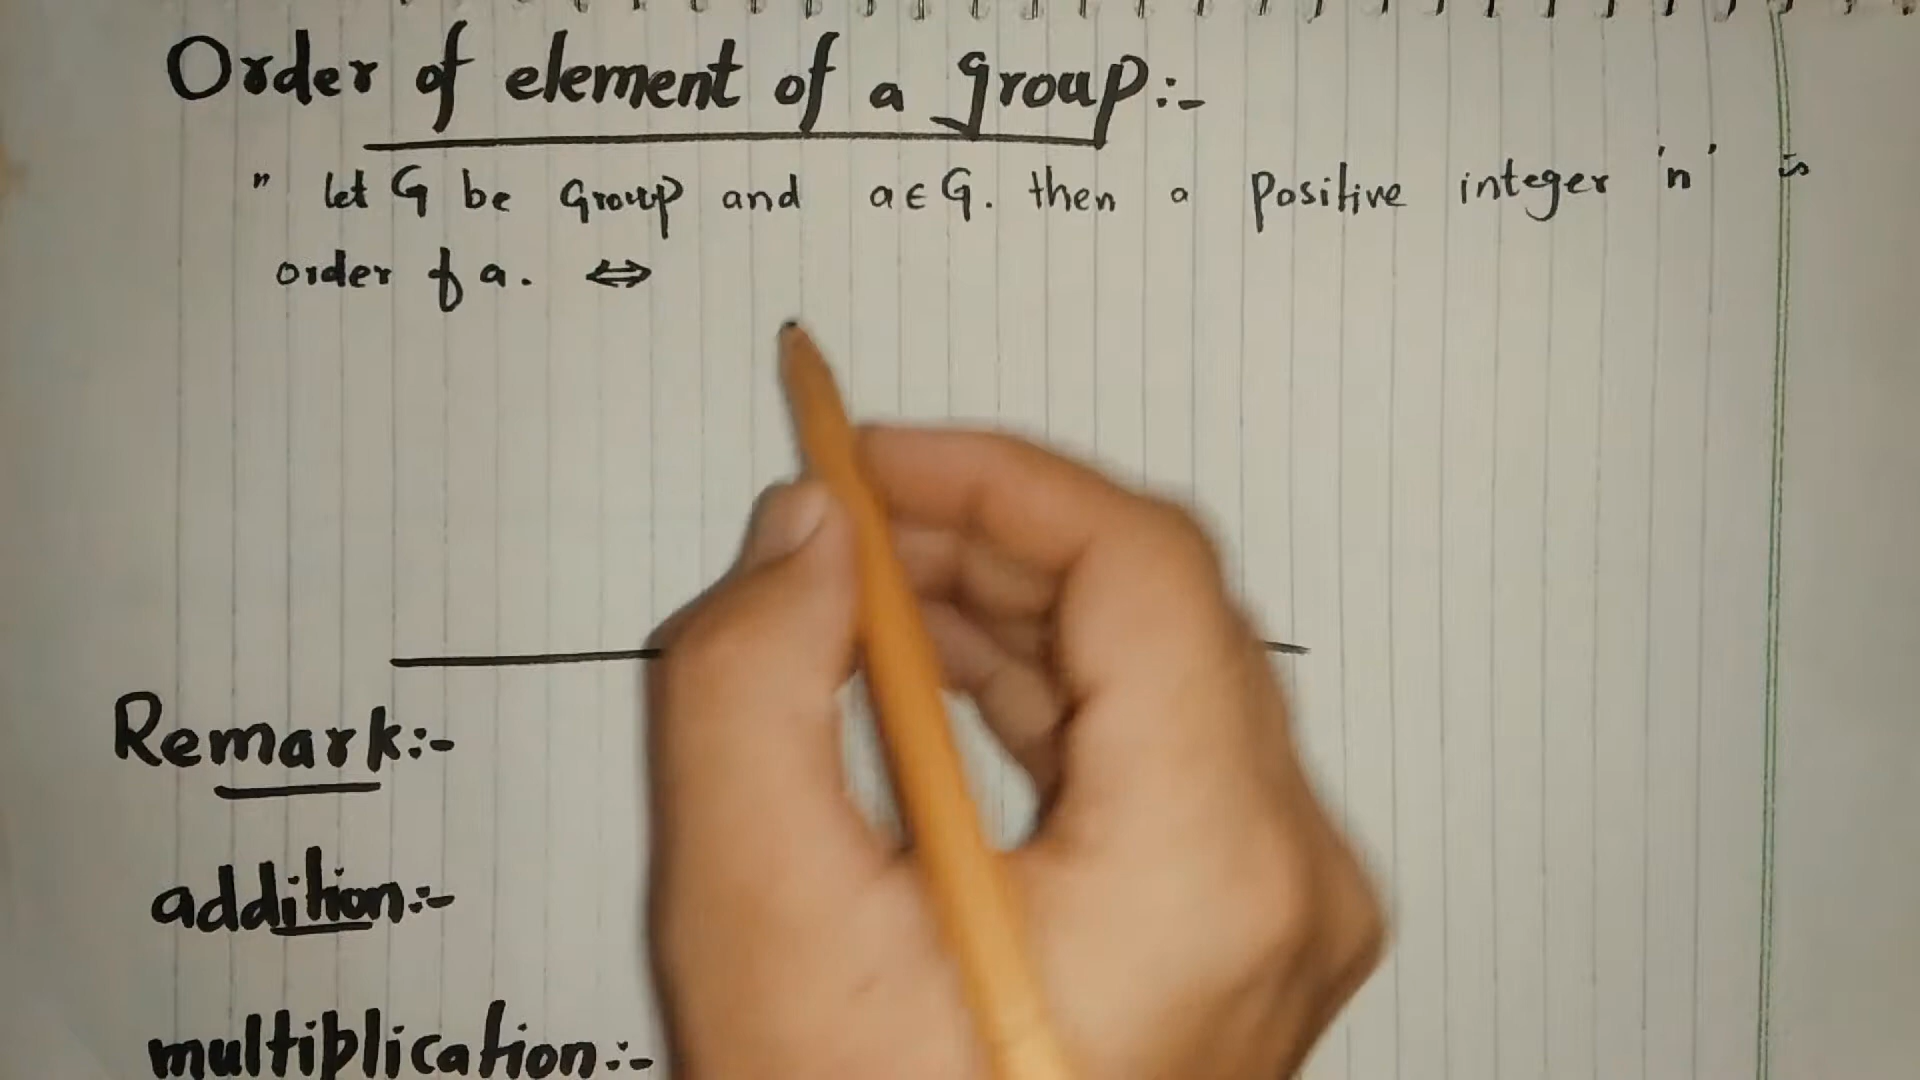 Order of element of a group:-
" let G be Group and a ∈ G. then a Positive integer 'n' is
order of a. ⇔
Remark:-
addition:-
multiplication:-